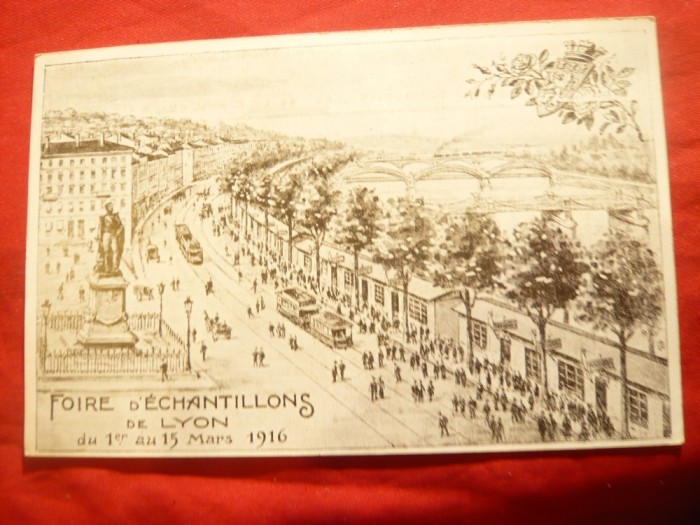 FOIRE D'ÉCHANTILLONS
DE LYON
du 1er au 15 Mars 1916